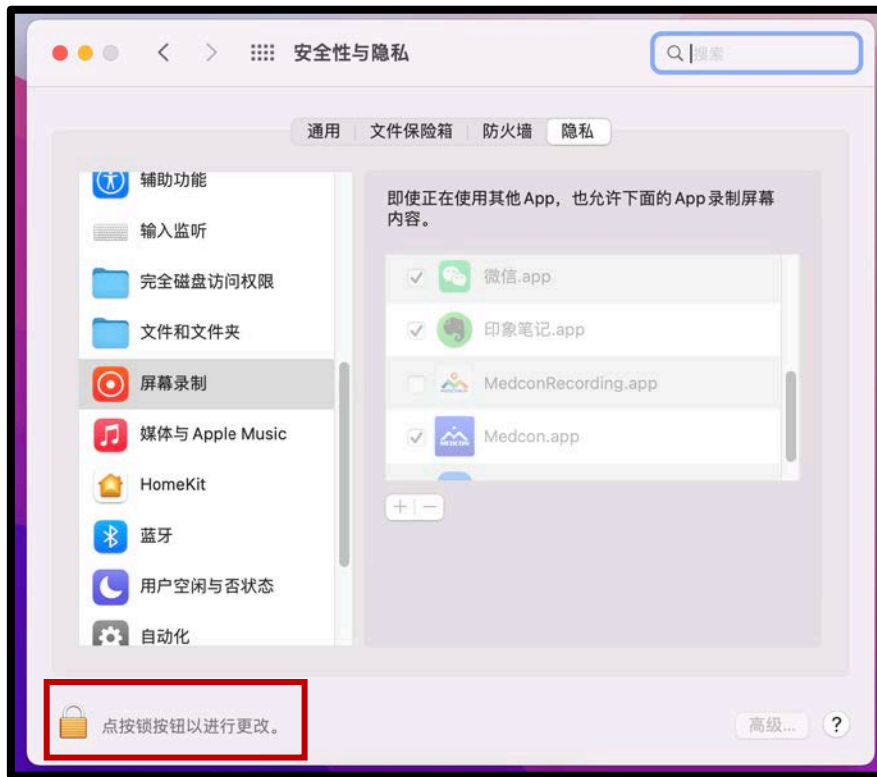 安全性与隐私
搜索
通用
文件保险箱
防火墙
隐私
辅助功能
输入监听
完全磁盘访问权限
文件和文件夹
屏幕录制
媒体与 Apple Music
HomeKit
蓝牙
用户空闲与否状态
自动化
即使正在使用其他 App，也允许下面的 App 录制屏幕
内容。
微信.app
印象笔记.app
MedconRecording.app
Medcon.app
MEDCON
点按锁按钮以进行更改。
高级...
?